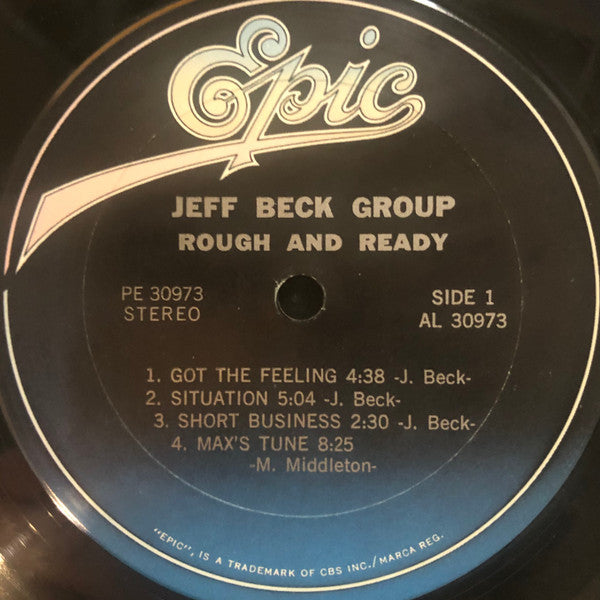 Epic
JEFF BECK GROUP
ROUGH AND READY
PE 30973
STEREO
SIDE 1
AL 30973
1. GOT THE FEELING 4:38 -J. Beck-
2. SITUATION 5:04 -J. Beck-
3. SHORT BUSINESS 2:30 -J. Beck-
4. MAX'S TUNE 8:25
-M. Middleton-
"EPIC", IS A TRADEMARK OF CBS INC./MARCA REG.